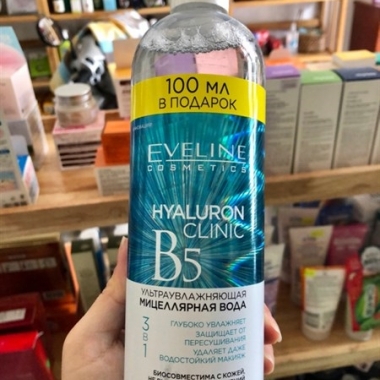 100 МЛ
В ПОДАРОК
EVELINE
COSMETICS
HYALURON
CLINIC
B5
УЛЬТРАУВЛАЖНЯЮЩАЯ
МИЦЕЛЛЯРНАЯ ВОДА
3 В 1
ГЛУБОКО УВЛАЖНЯЕТ
ЗАЩИЩАЕТ ОТ
ПЕРЕСУШИВАНИЯ
УДАЛЯЕТ ДАЖЕ
ВОДОСТОЙКИЙ МАКИЯЖ
БИОСОВМЕСТИМА С КОЖЕЙ,